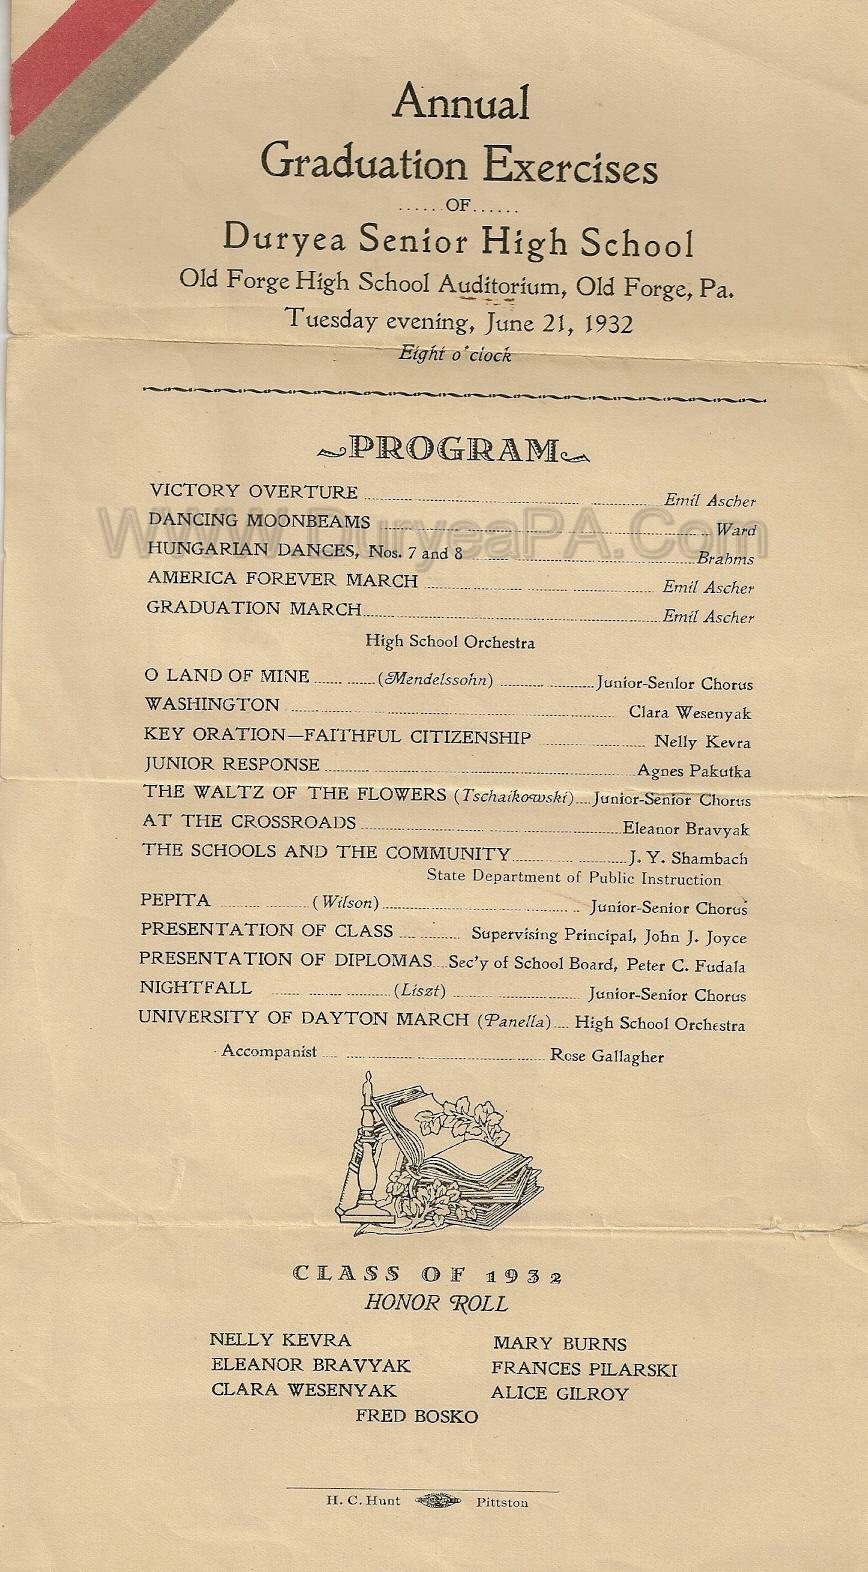 Annual
Graduation Exercises
......OF......
Duryea Senior High School
Old Forge High School Auditorium, Old Forge, Pa.
Tuesday evening, June 21, 1932
Eight o'clock
PROGRAM
VICTORY OVERTURE ........ Emil Ascher
DANCING MOONBEAMS ........ Ward
WWW.DuryeaPA.Com
HUNGARIAN DANCES, Nos. 7 and 8 ........ Brahms
AMERICA FOREVER MARCH ........ Emil Ascher
GRADUATION MARCH ........ Emil Ascher
High School Orchestra
O LAND OF MINE ........ (Mendelssohn) ........ Junior-Senior Chorus
WASHINGTON ........ Clara Wesenyak
KEY ORATION—FAITHFUL CITIZENSHIP ........ Nelly Kevra
JUNIOR RESPONSE ........ Agnes Pakutka
THE WALTZ OF THE FLOWERS (Tschaikowski)....Junior-Senior Chorus
AT THE CROSSROADS ........ Eleanor Bravyak
THE SCHOOLS AND THE COMMUNITY ........ J. Y. Shambach
State Department of Public Instruction
PEPITA ........ (Wilson) ........ Junior-Senior Chorus
PRESENTATION OF CLASS ........ Supervising Principal, John J. Joyce
PRESENTATION OF DIPLOMAS....Sec'y of School Board, Peter C. Fudala
NIGHTFALL ........ (Liszt) ........ Junior-Senior Chorus
UNIVERSITY OF DAYTON MARCH (Panella).... High School Orchestra
Accompanist ........ Rose Gallagher
CLASS OF 1932
HONOR ROLL
NELLY KEVRA MARY BURNS
ELEANOR BRAVYAK FRANCES PILARSKI
CLARA WESENYAK ALICE GILROY
FRED BOSKO
H. C. Hunt Pittston